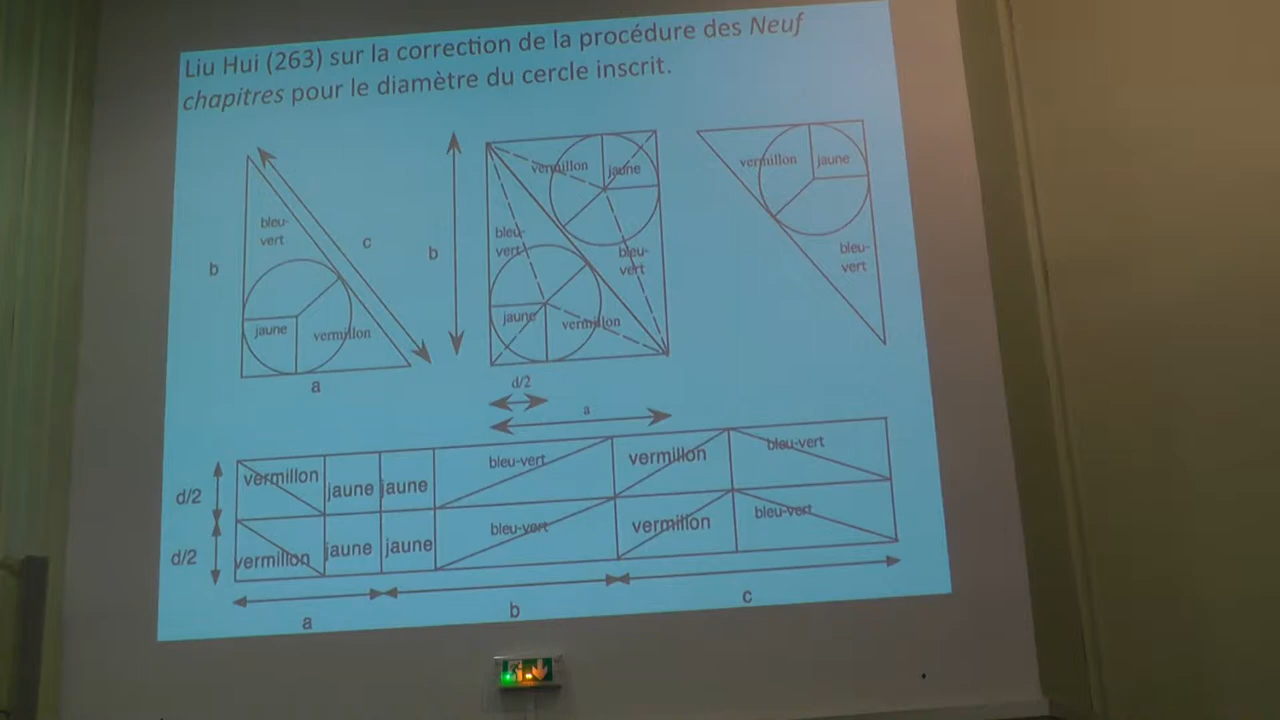 Liu Hui (263) sur la correction de la procédure des Neuf
chapitres pour le diamètre du cercle inscrit.
bleu-
vert
b
c
jaune
vermillon
a
b
vermillon
jaune
bleu-
vert
bleu-
vert
jaune
vermillon
d/2
a
vermillon
jaune
bleu-
vert
d/2
vermillon
jaune
jaune
bleu-vert
vermillon
bleu-vert
d/2
vermillon
jaune
jaune
bleu-vert
vermillon
bleu-vert
a
b
c